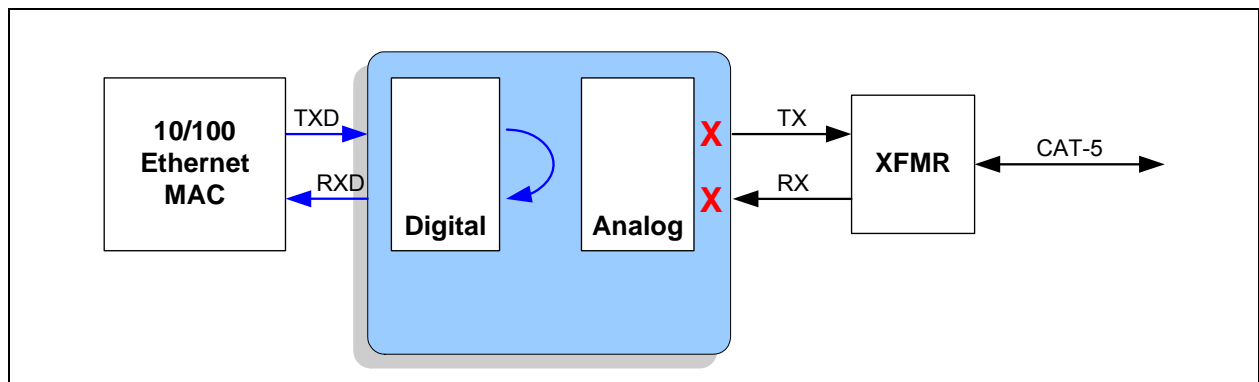 10/100
Ethernet
MAC
TXD
RXD
Digital
Analog
X
X
TX
RX
XFMR
CAT-5